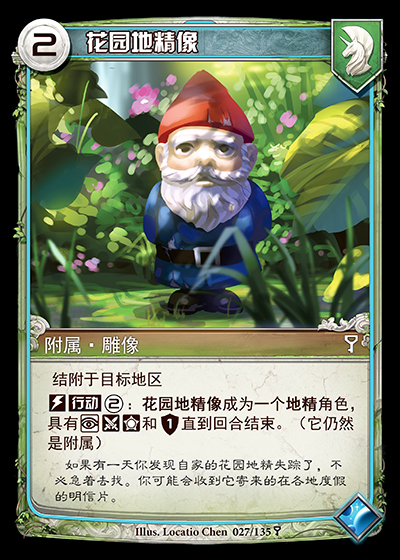 2 花园地精像
附属·雕像
结附于目标地区
行动 2：花园地精像成为一个地精角色，
具有和1直到回合结束。（它仍然
是附属）
如果有一天你发现自家的花园地精失踪了，不
必急着去找。你可能会收到它寄来的在各地度假
的明信片。
Illus. Locatio Chen 027/135